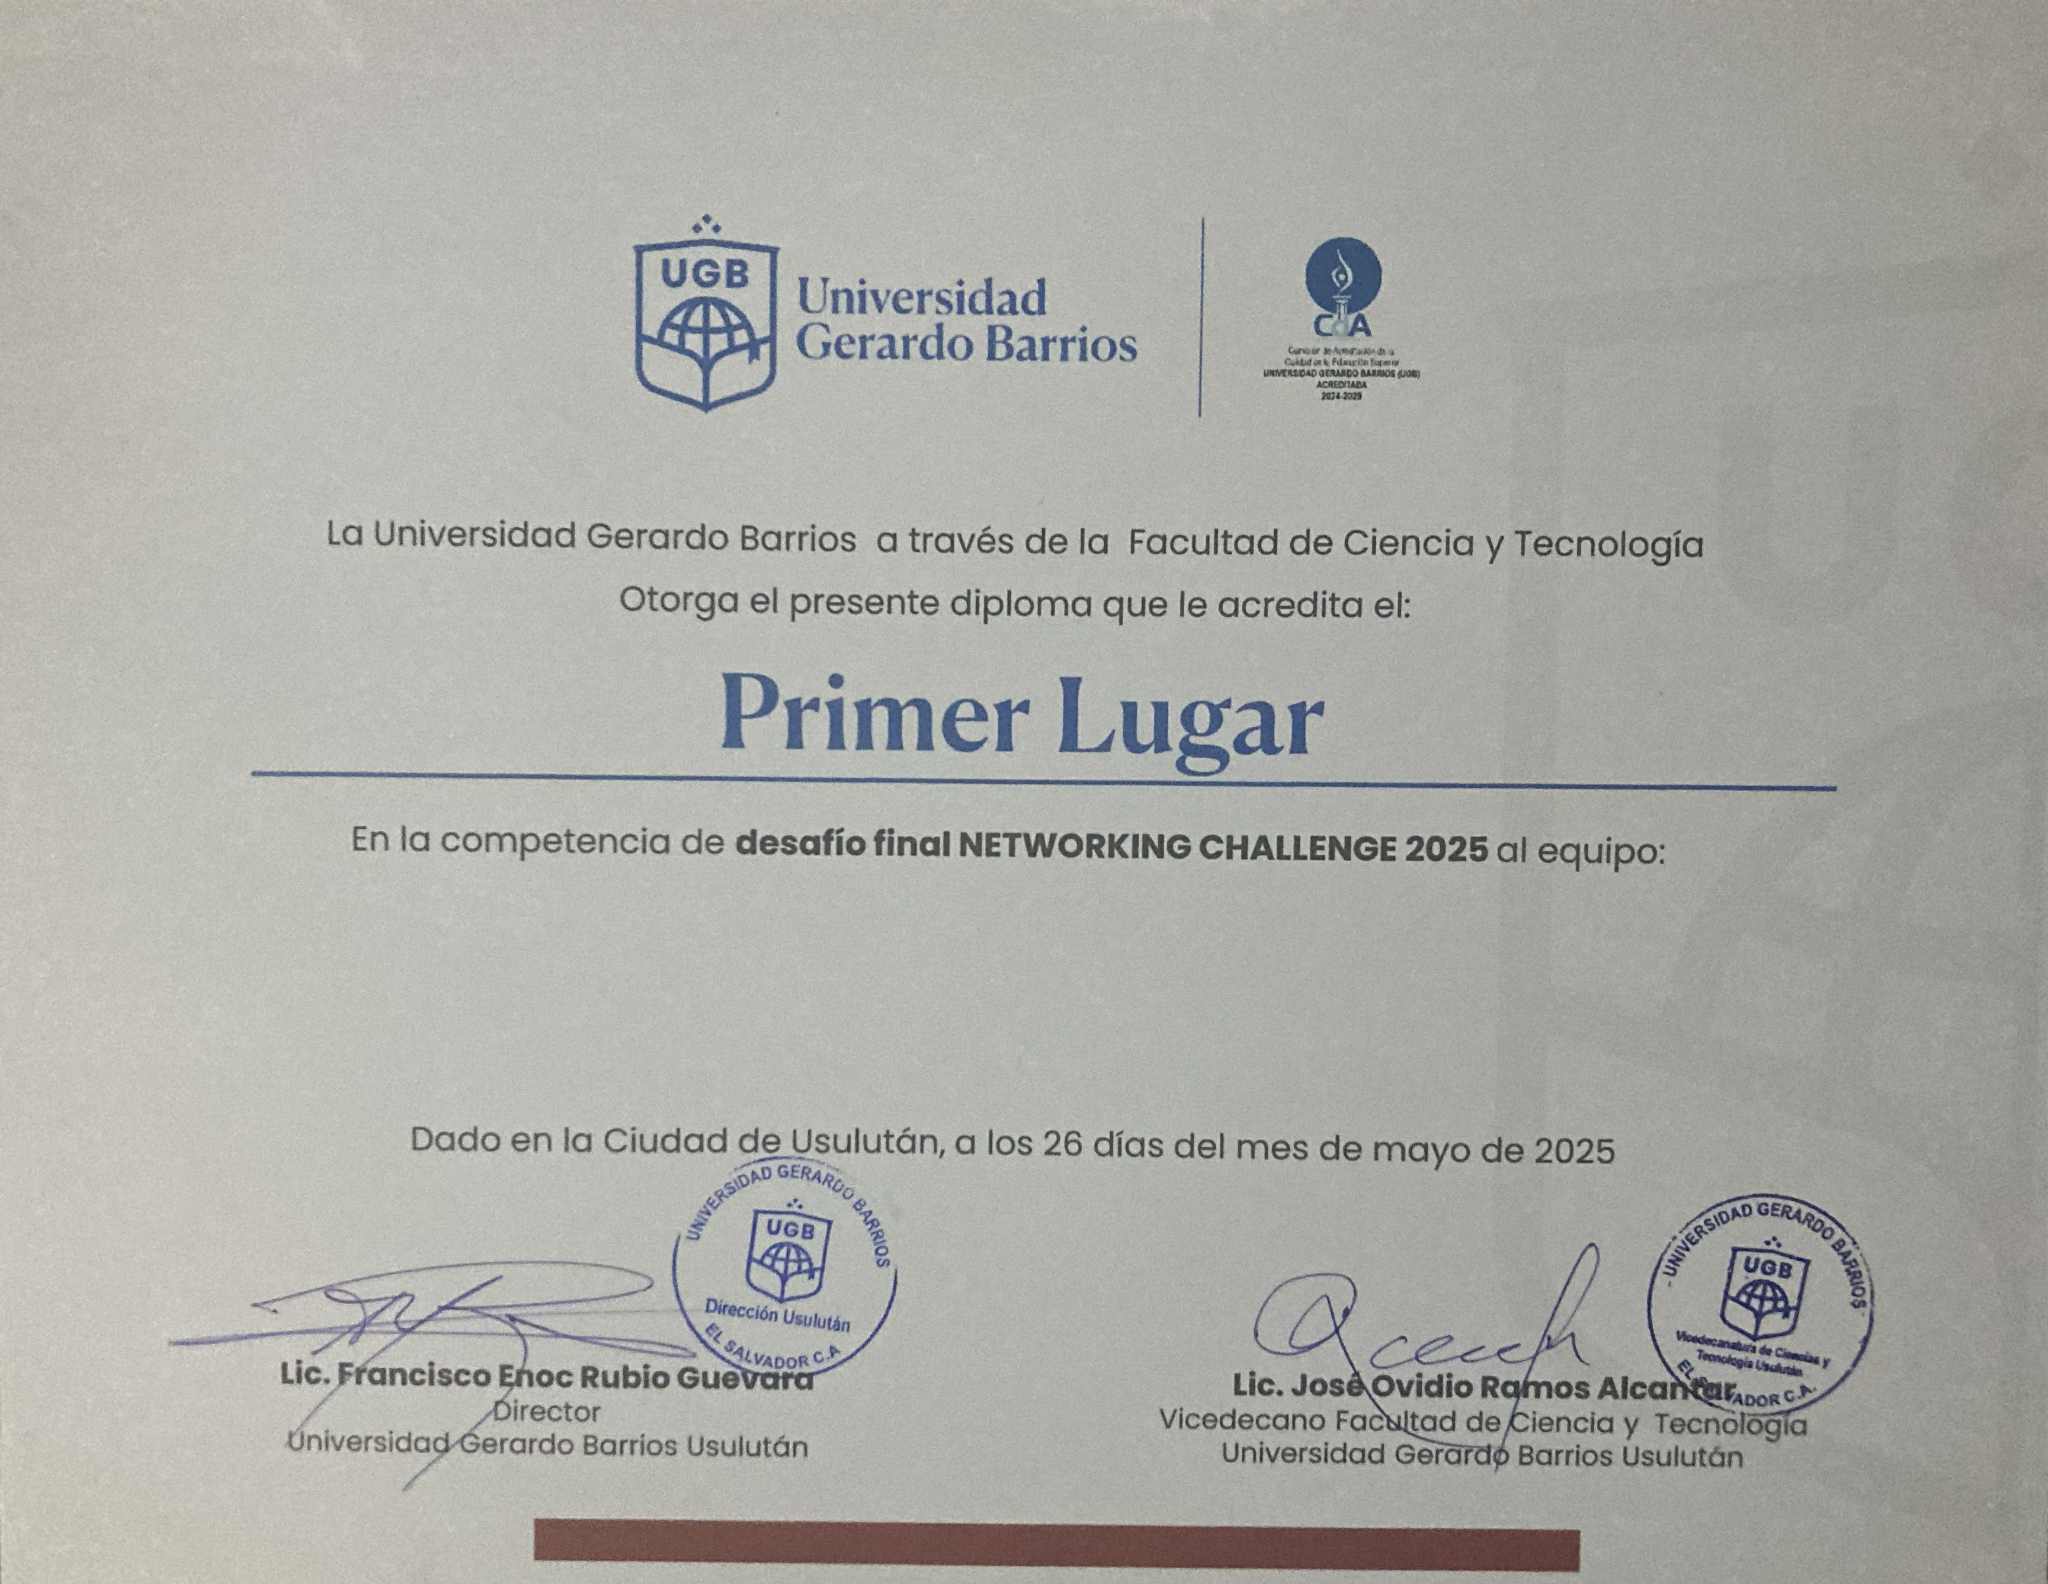 UGB
Universidad
Gerardo Barrios
CdA
Comisión de Acreditación de la
Calidad de la Educación Superior
UNIVERSIDAD GERARDO BARRIOS (UGB)
ACREDITADA
2024-2029
La Universidad Gerardo Barrios a través de la Facultad de Ciencia y Tecnología
Otorga el presente diploma que le acredita el:
Primer Lugar
En la competencia de desafío final NETWORKING CHALLENGE 2025 al equipo:
Dado en la Ciudad de Usulután, a los 26 días del mes de mayo de 2025
UNIVERSIDAD GERARDO BARRIOS
UGB
Dirección Usulután
EL SALVADOR C.A
Lic. Francisco Enoc Rubio Guevara
Director
Universidad Gerardo Barrios Usulután
UNIVERSIDAD GERARDO BARRIOS
UGB
Vicedecanatura de Ciencias y
Tecnología Usulután
EL SALVADOR C.A.
Lic. José Ovidio Ramos Alcantar
Vicedecano Facultad de Ciencia y Tecnología
Universidad Gerardo Barrios Usulután